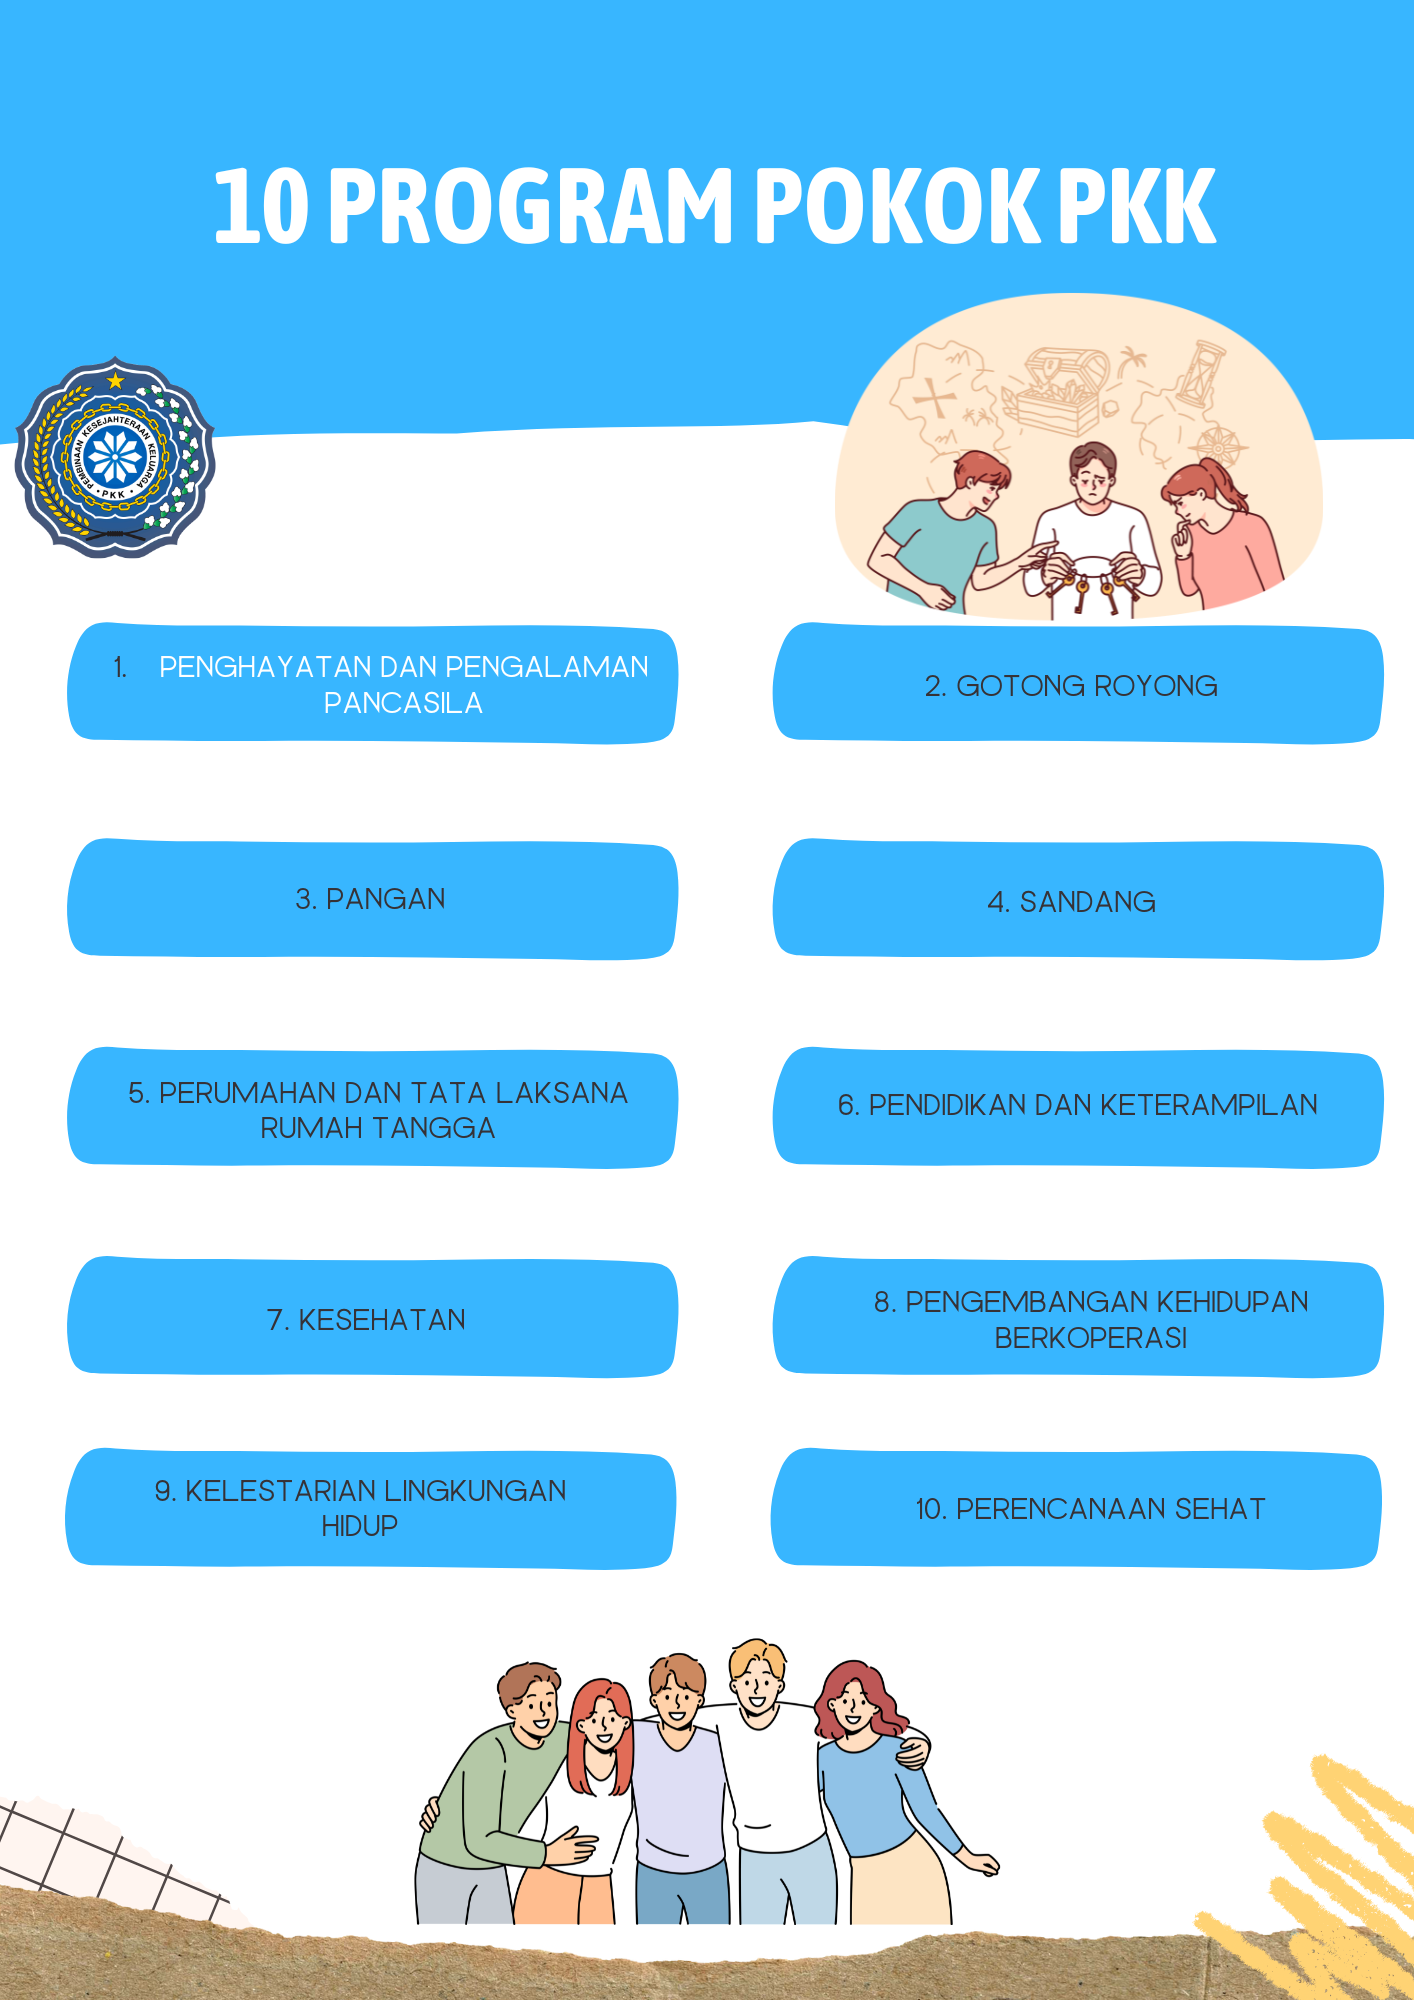 10 PROGRAM POKOK PKK
PEMBINAAN KESEJAHTERAAN KELUARGA
• PKK •
1. PENGHAYATAN DAN PENGALAMAN
PANCASILA
2. GOTONG ROYONG
3. PANGAN
4. SANDANG
5. PERUMAHAN DAN TATA LAKSANA
RUMAH TANGGA
6. PENDIDIKAN DAN KETERAMPILAN
7. KESEHATAN
8. PENGEMBANGAN KEHIDUPAN
BERKOPERASI
9. KELESTARIAN LINGKUNGAN
HIDUP
10. PERENCANAAN SEHAT